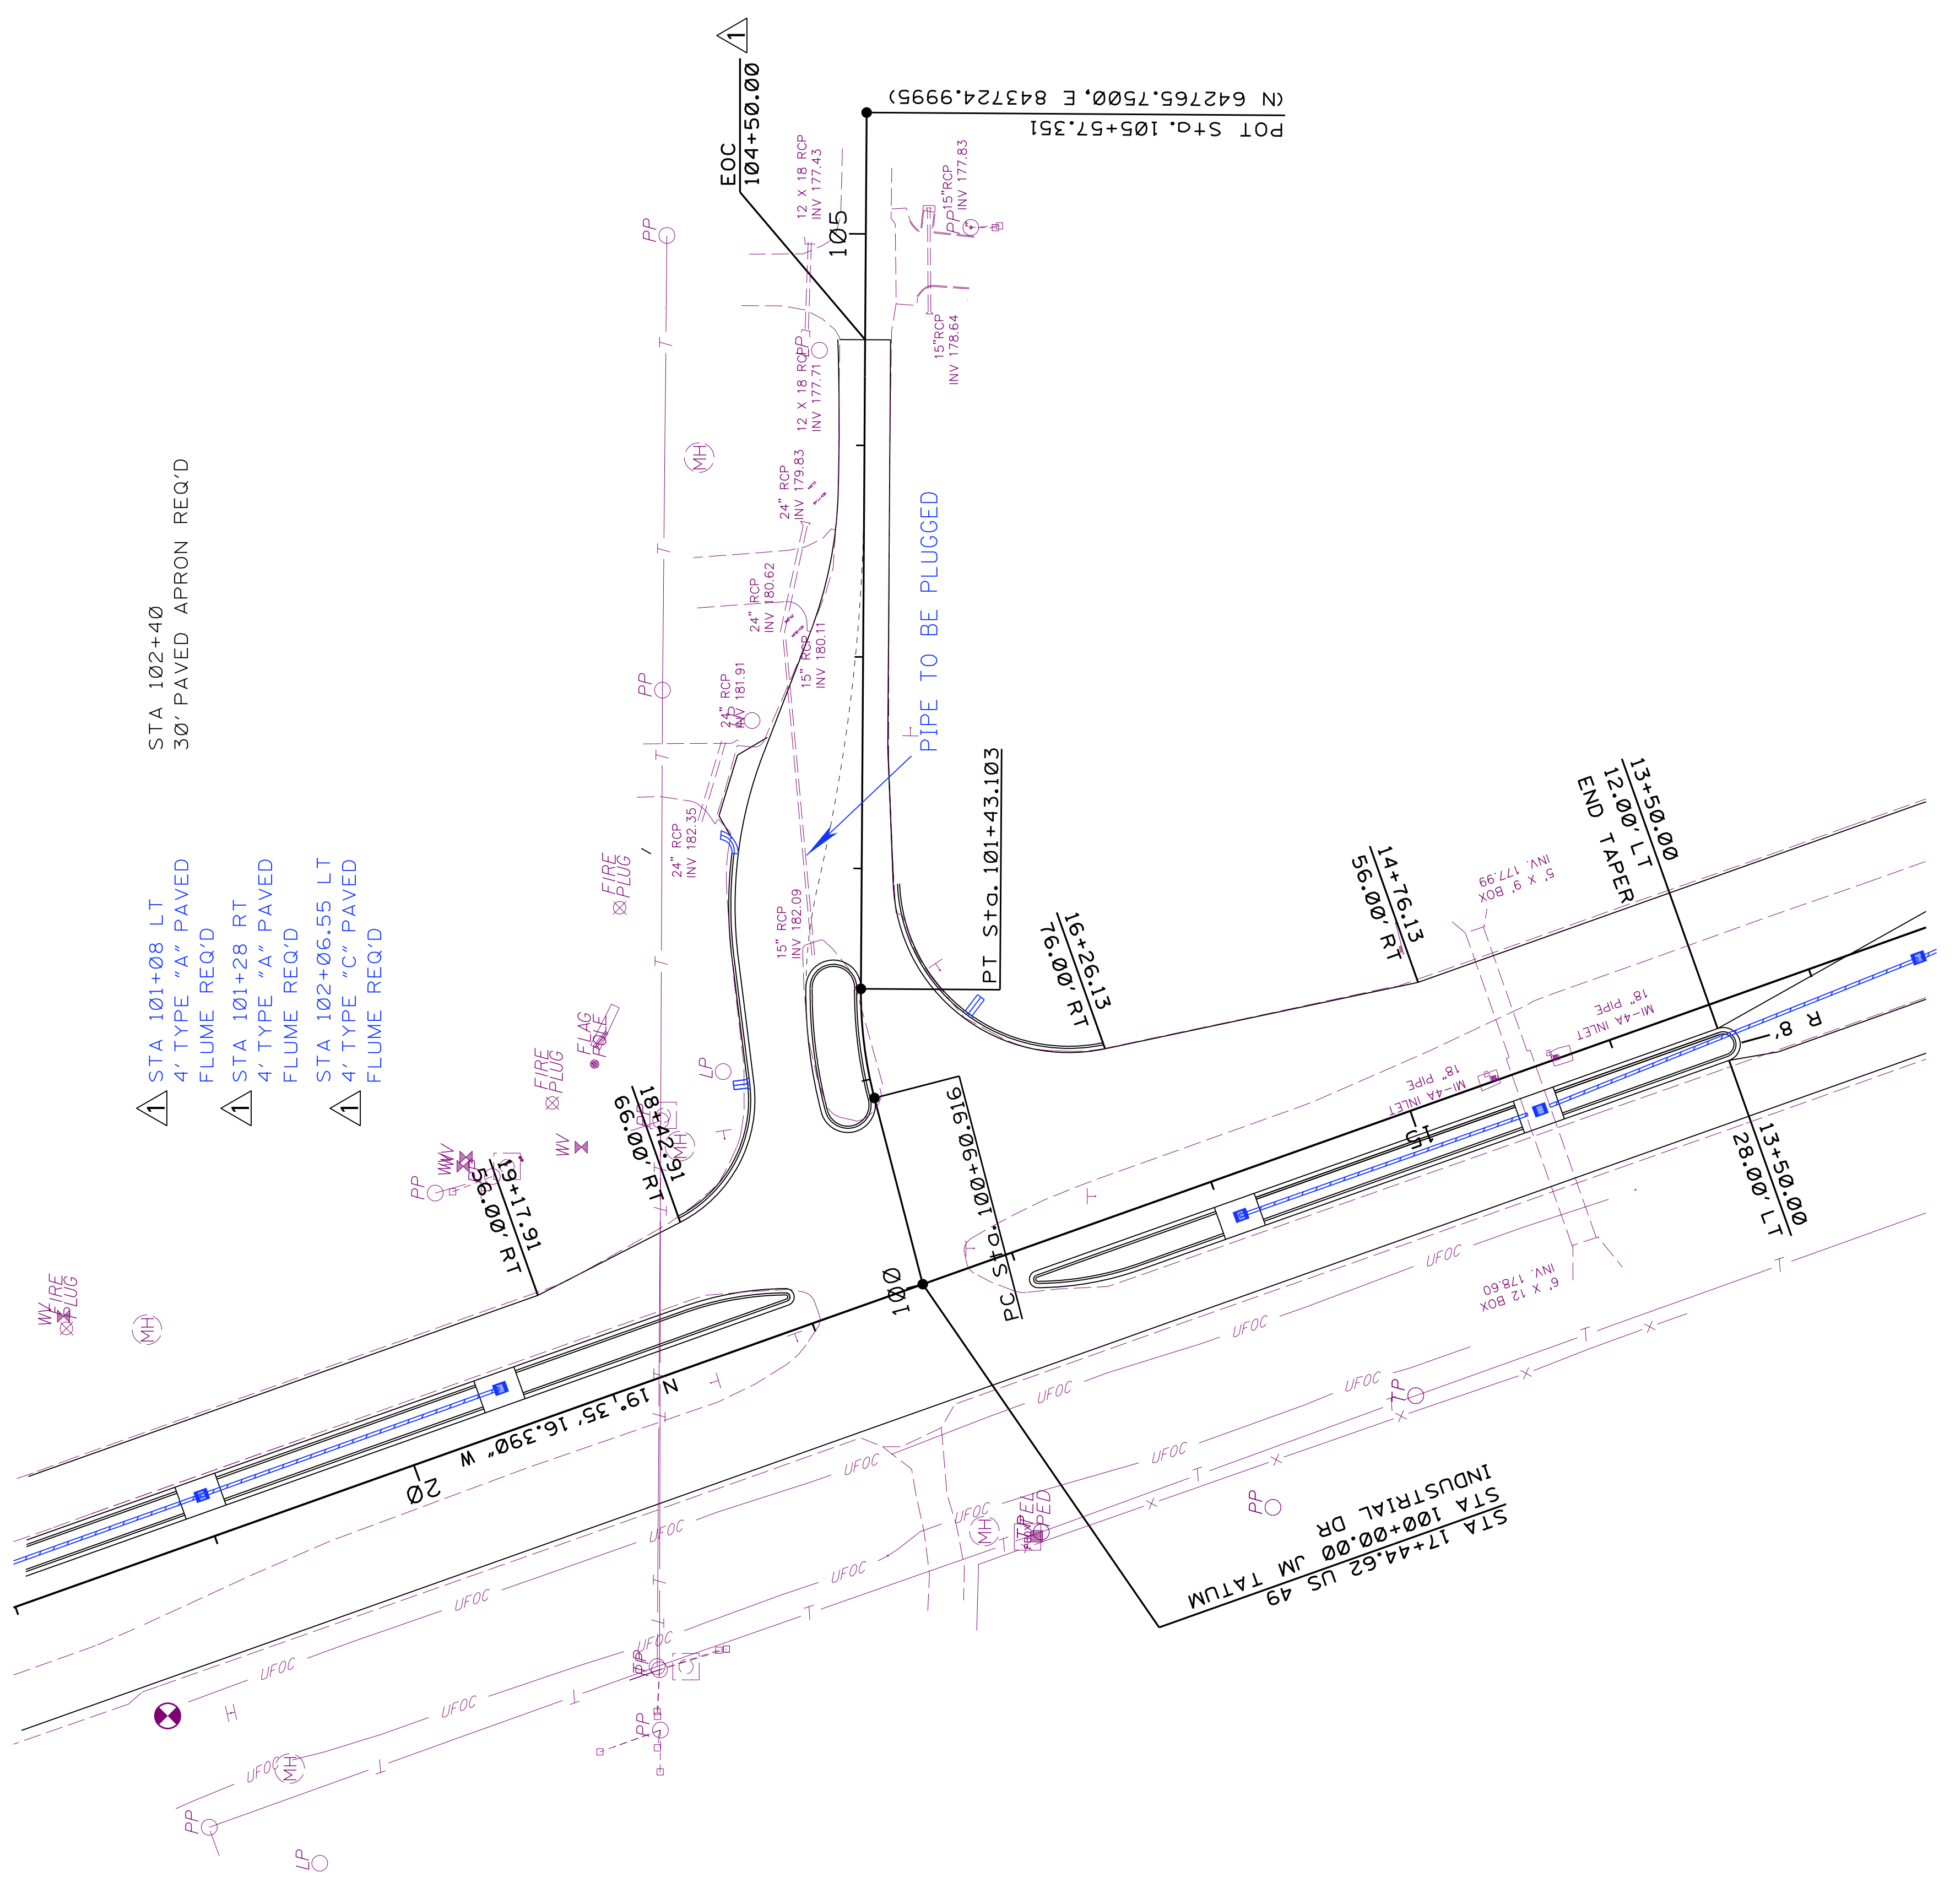 1
EOC
104+50.00
POT Sta. 105+57.351
(N 642765.7500, E 843724.9995)
105
12 X 18 RCP
INV 177.43
15"RCP
INV 177.83
PP
PP
15"RCP
INV 178.64
12 X 18 RCP
INV 177.71
MH
24" RCP
INV 179.83
24" RCP
INV 180.62
15" RCP
INV 180.11
24" RCP
INV 181.91
PP
24" RCP
INV 182.35
15" RCP
INV 182.09
PIPE TO BE PLUGGED
STA 102+40
30' PAVED APRON REQ'D
1
STA 101+08 LT
4' TYPE "A" PAVED
FLUME REQ'D
1
STA 101+28 RT
4' TYPE "A" PAVED
FLUME REQ'D
1
STA 102+06.55 LT
4' TYPE "C" PAVED
FLUME REQ'D
FIRE
PLUG
FLAG
POLE
FIRE
PLUG
LP
WV
WV
PP
MH
PT Sta. 101+43.103
PC Sta. 100+90.916
16+26.13
76.00' RT
14+76.13
56.00' RT
13+50.00
12.00' LT
END TAPER
5' X 9' BOX
INV. 177.99
MI-4A INLET
18" PIPE
MI-4A INLET
18" PIPE
8' R
15
13+50.00
28.00' LT
6' X 12 BOX
INV. 178.60
18+42.91
66.00' RT
19+17.91
56.00' RT
WV
FIRE
PLUG
MH
100
N 19° 35' 16.390" W
20
UFOC
UFOC
UFOC
UFOC
UFOC
UFOC
UFOC
UFOC
UFOC
UFOC
UFOC
UFOC
UFOC
UFOC
TP
PP
MH
TPED
STA 17+44.62 US 49
STA 100+00.00 JM TATUM
INDUSTRIAL DR
H
PP
PP
MH
PP
LP